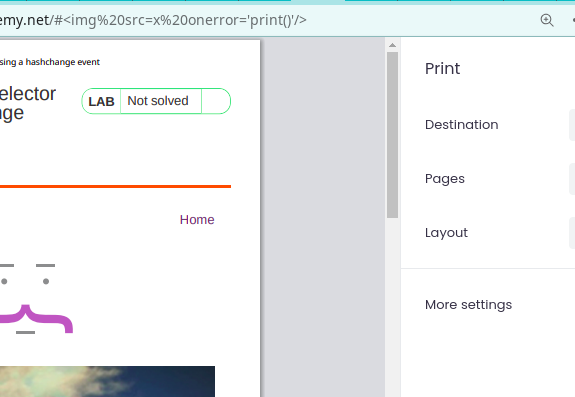 emy.net/#<img%20src=x%20onerror='print()'/>
sing a hashchange event
elector
nge
LAB Not solved
Home
Print
Destination
Pages
Layout
More settings